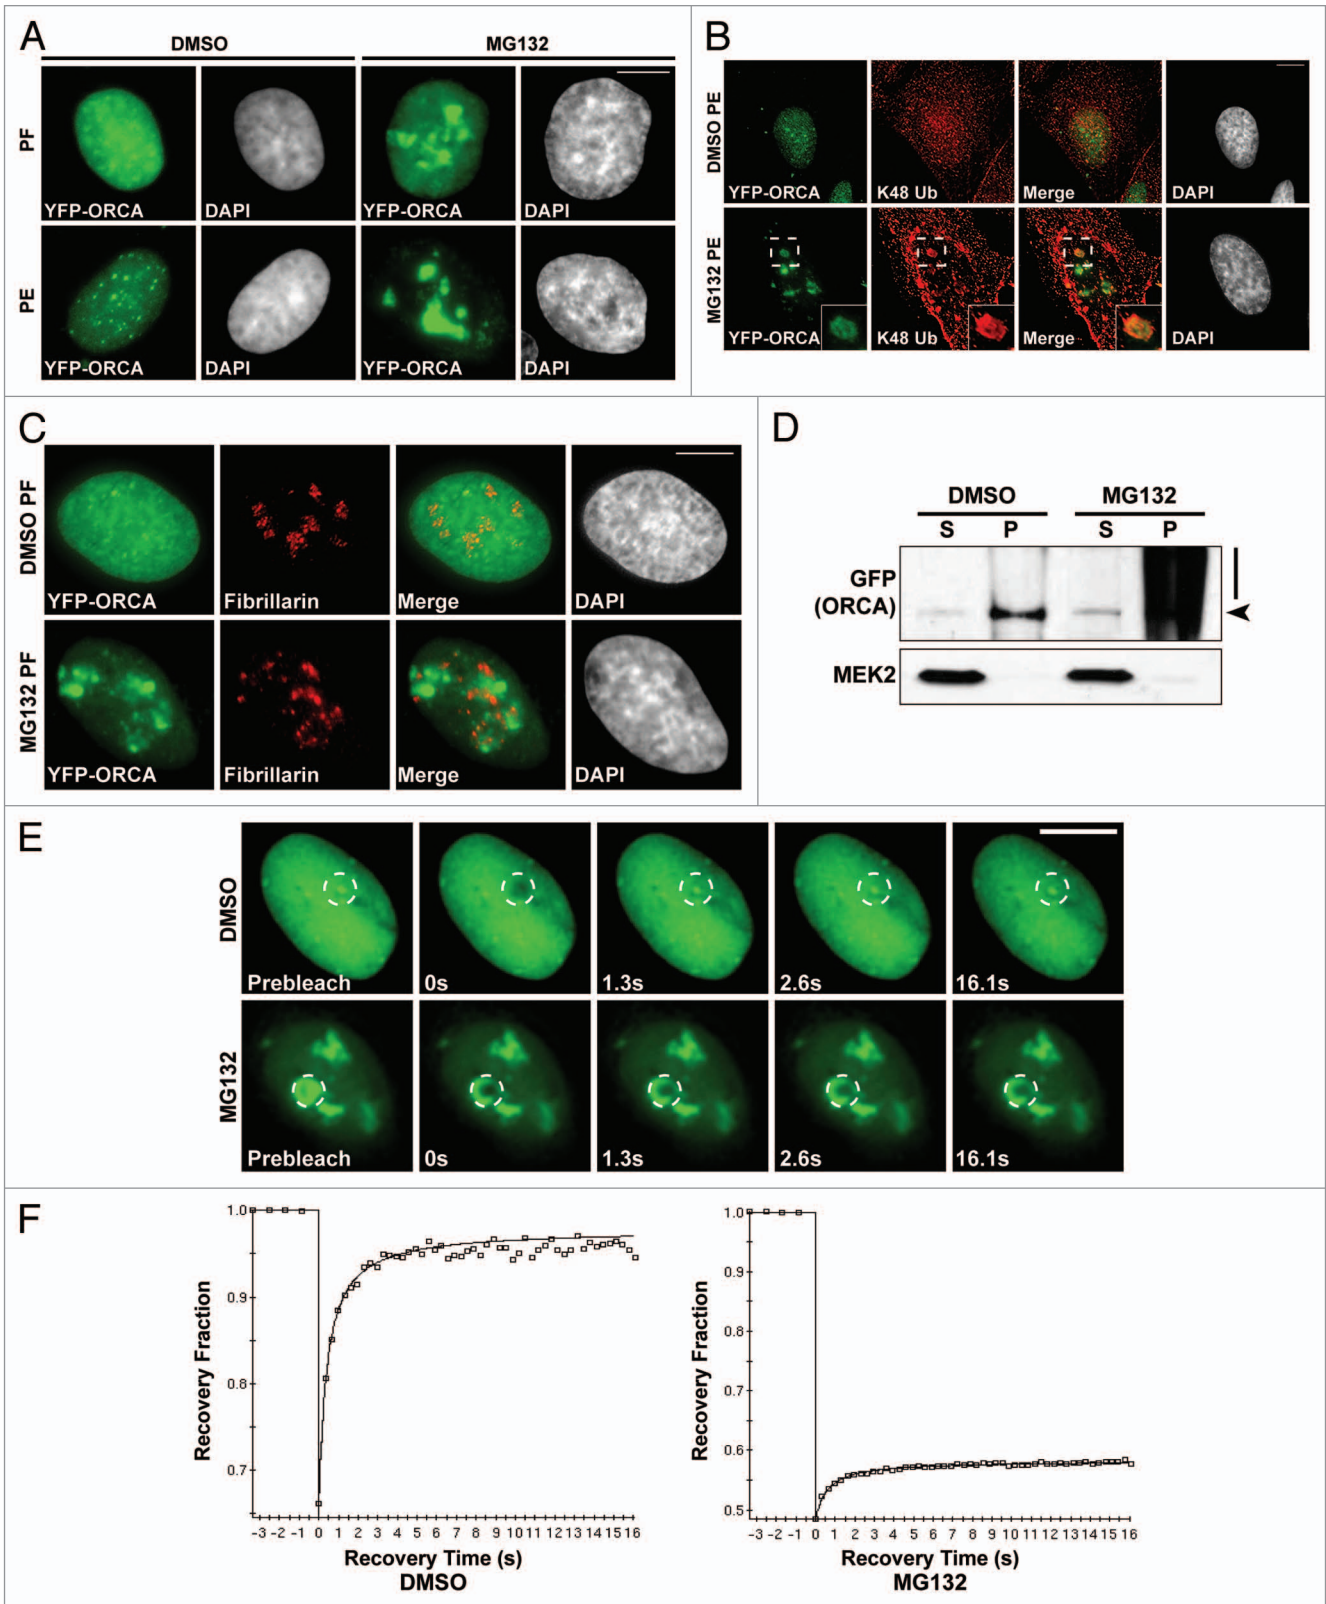 A
DMSO MG132
PF
YFP-ORCA DAPI YFP-ORCA DAPI
PE
YFP-ORCA DAPI YFP-ORCA DAPI
B
DMSO PE
YFP-ORCA K48 Ub Merge DAPI
MG132 PE
YFP-ORCA K48 Ub Merge DAPI
C
DMSO PF
YFP-ORCA Fibrillarin Merge DAPI
MG132 PF
YFP-ORCA Fibrillarin Merge DAPI
D
DMSO MG132
S P S P
GFP
(ORCA)
MEK2
E
DMSO
Prebleach 0s 1.3s 2.6s 16.1s
MG132
Prebleach 0s 1.3s 2.6s 16.1s
F
Recovery Fraction
1.0
0.9
0.8
0.7
-3 -2 -1 0 1 2 3 4 5 6 7 8 9 10 11 12 13 14 15 16
Recovery Time (s)
DMSO
Recovery Fraction
1.0
0.9
0.8
0.7
0.6
0.5
-3 -2 -1 0 1 2 3 4 5 6 7 8 9 10 11 12 13 14 15 16
Recovery Time (s)
MG132